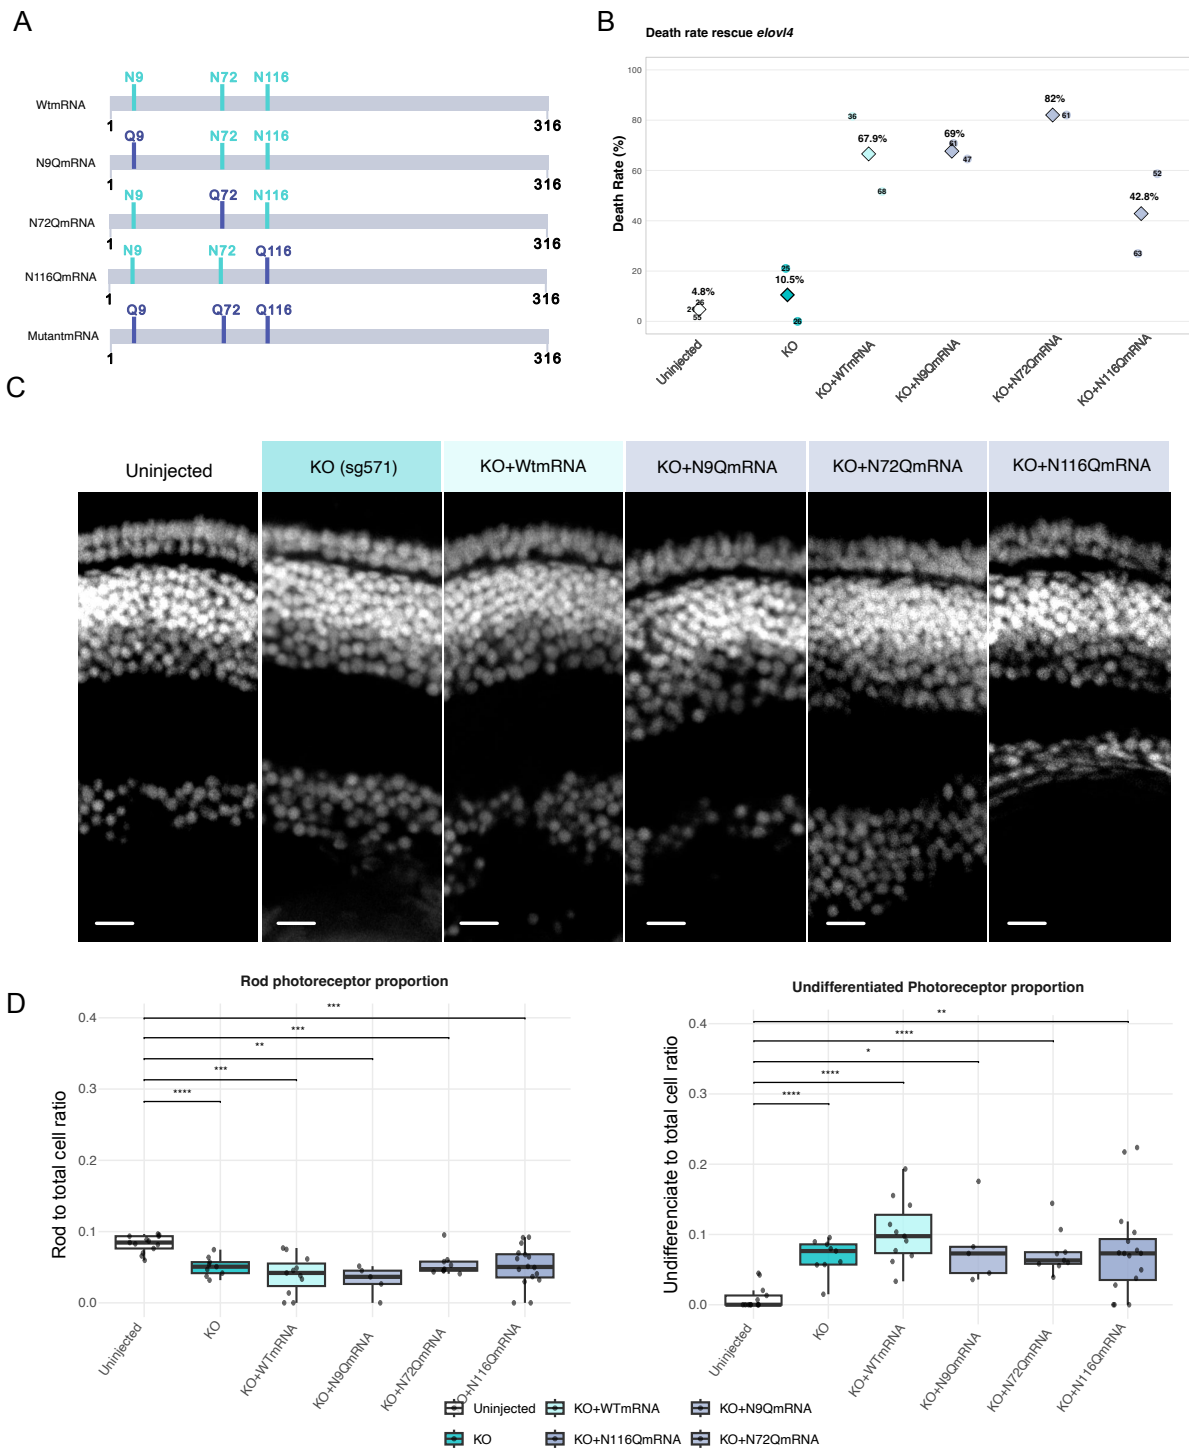 A
N9 N72 N116
WtmRNA
1 316
Q9 N72 N116
N9QmRNA
1 316
N9 Q72 N116
N72QmRNA
1 316
N9 N72 Q116
N116QmRNA
1 316
Q9 Q72 Q116
MutantmRNA
1 316
B
Death rate rescue elovl4
Death Rate (%)
100
80
60
40
20
0
4.8%
26
55
10.5%
25
26
67.9%
36
68
69%
61
47
82%
61
42.8%
52
63
Uninjected
KO
KO+WTmRNA
KO+N9QmRNA
KO+N72QmRNA
KO+N116QmRNA
C
Uninjected
KO (sg571)
KO+WtmRNA
KO+N9QmRNA
KO+N72QmRNA
KO+N116QmRNA
D
Rod photoreceptor proportion
Rod to total cell ratio
0.4
0.3
0.2
0.1
0.0
***
***
**
***
****
Uninjected
KO
KO+WTmRNA
KO+N9QmRNA
KO+N72QmRNA
O+N116QmRNA
Undifferentiated Photoreceptor proportion
Undifferenciate to total cell ratio
0.4
0.3
0.2
0.1
0.0
**
****
*
****
****
Uninjected
KO
KO+WTmRNA
KO+N9QmRNA
KO+N72QmRNA
KO+N116QmRNA
Uninjected KO+WTmRNA KO+N9QmRNA
KO KO+N116QmRNA KO+N72QmRNA